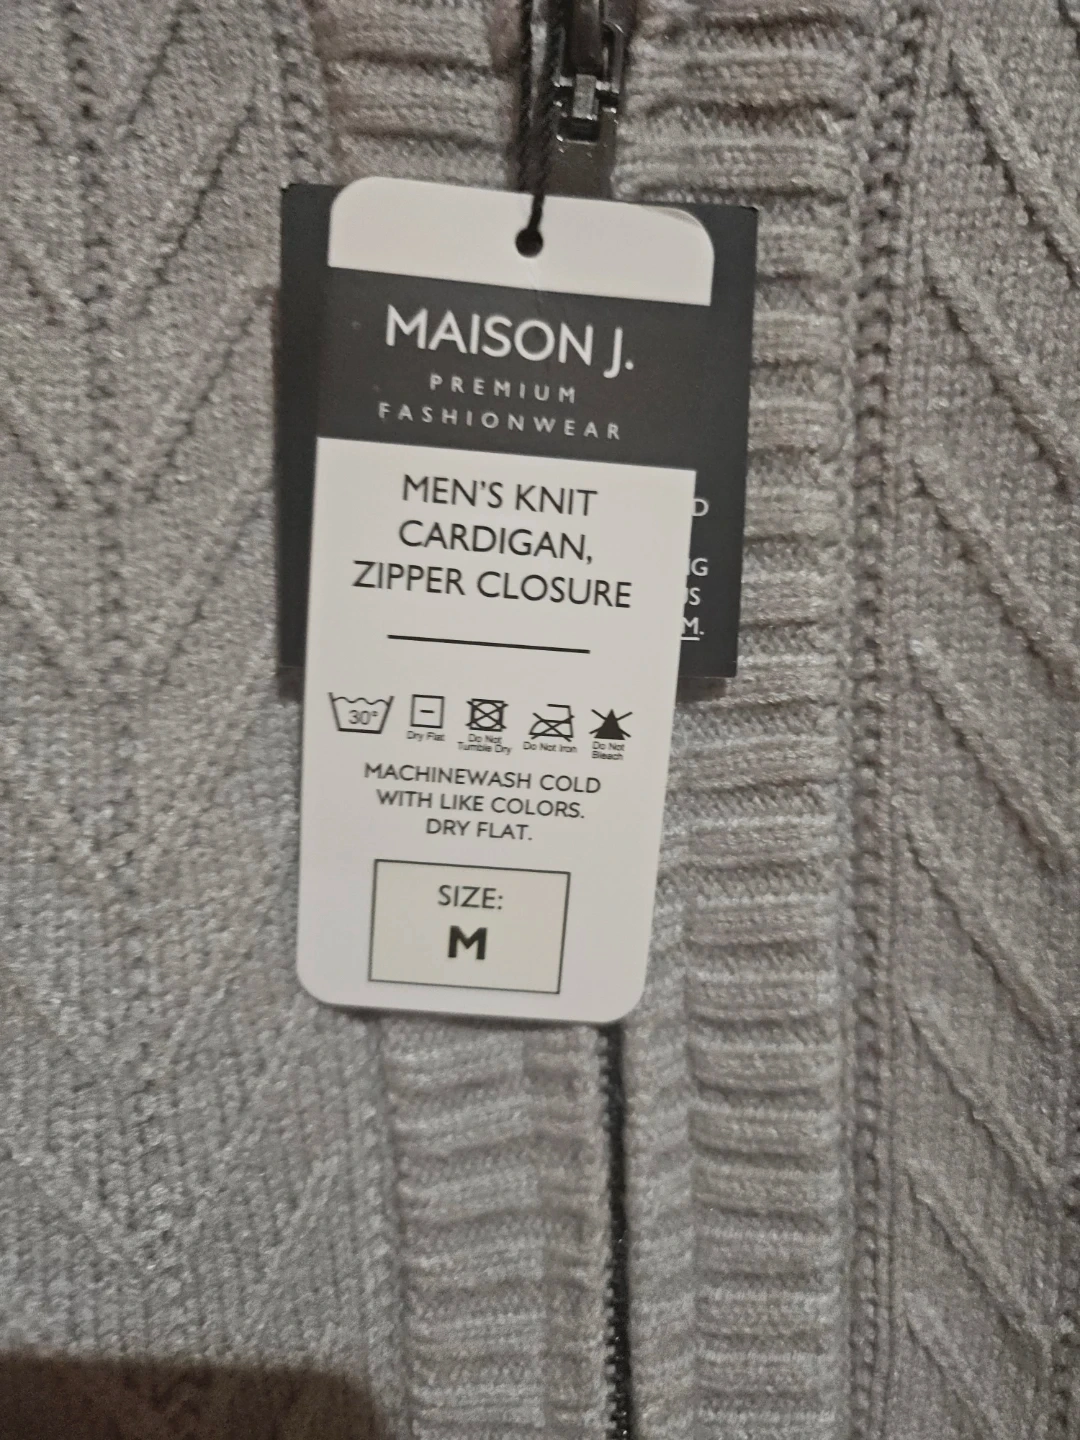 MAISON J.
PREMIUM
FASHIONWEAR
MEN'S KNIT
CARDIGAN,
ZIPPER CLOSURE
30°
Dry Flat
Do Not
Tumble Dry
Do Not Iron
Do Not
Bleach
MACHINEWASH COLD
WITH LIKE COLORS.
DRY FLAT.
SIZE:
M